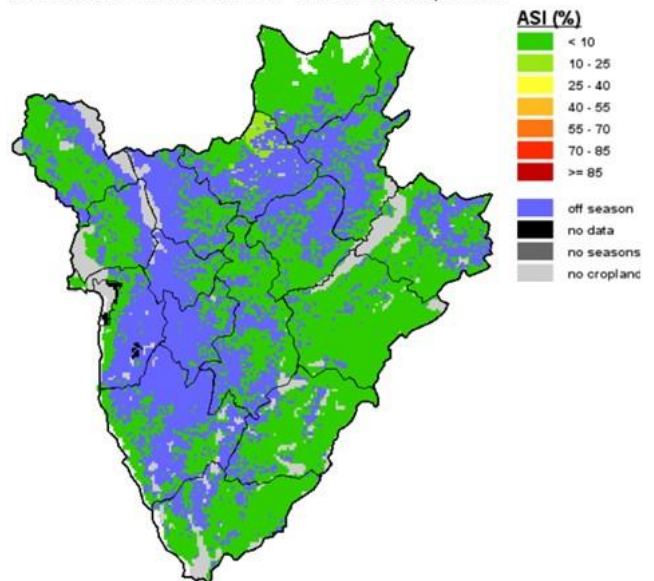 ASI (%)
< 10
10 - 25
25 - 40
40 - 55
55 - 70
70 - 85
>= 85
off season
no data
no seasons
no cropland